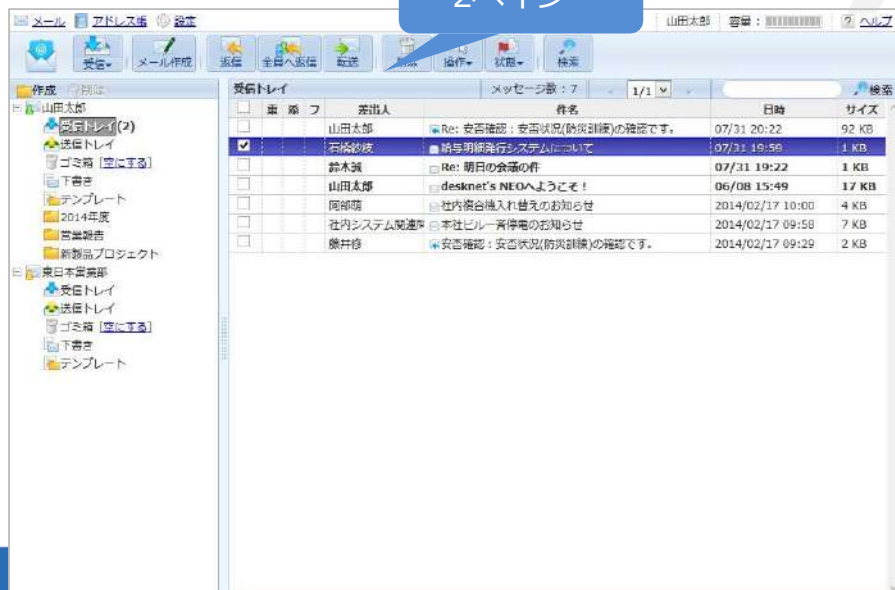 2ペイン
メール アドレス帳 設定 山田太郎 容量： ? ヘルプ
受信 メール作成 返信 全員へ返信 転送 操作 状態 検索
作成 受信トレイ メッセージ数：7 1/1 検索
重 添 フ 差出人 件名 日時 サイズ
山田太郎
受信トレイ(2)
送信トレイ
ゴミ箱 [空にする]
下書き
テンプレート
2014年度
営業報告
新製品プロジェクト
東日本営業部
受信トレイ
送信トレイ
ゴミ箱 [空にする]
下書き
テンプレート
山田太郎 Re: 安否確認：安否状況(防災訓練)の確認です。 07/31 20:22 92 KB
石橋紗枝 給与明細発行システムについて 07/31 19:59 1 KB
鈴木誠 Re: 明日の会議の件 07/31 19:22 1 KB
山田太郎 desknet's NEOへようこそ！ 06/08 15:49 17 KB
阿部萌 社内複合機入れ替えのお知らせ 2014/02/17 10:00 4 KB
社内システム関連 本社ビル一斉停電のお知らせ 2014/02/17 09:58 7 KB
藤井修 安否確認：安否状況(防災訓練)の確認です。 2014/02/17 09:29 2 KB